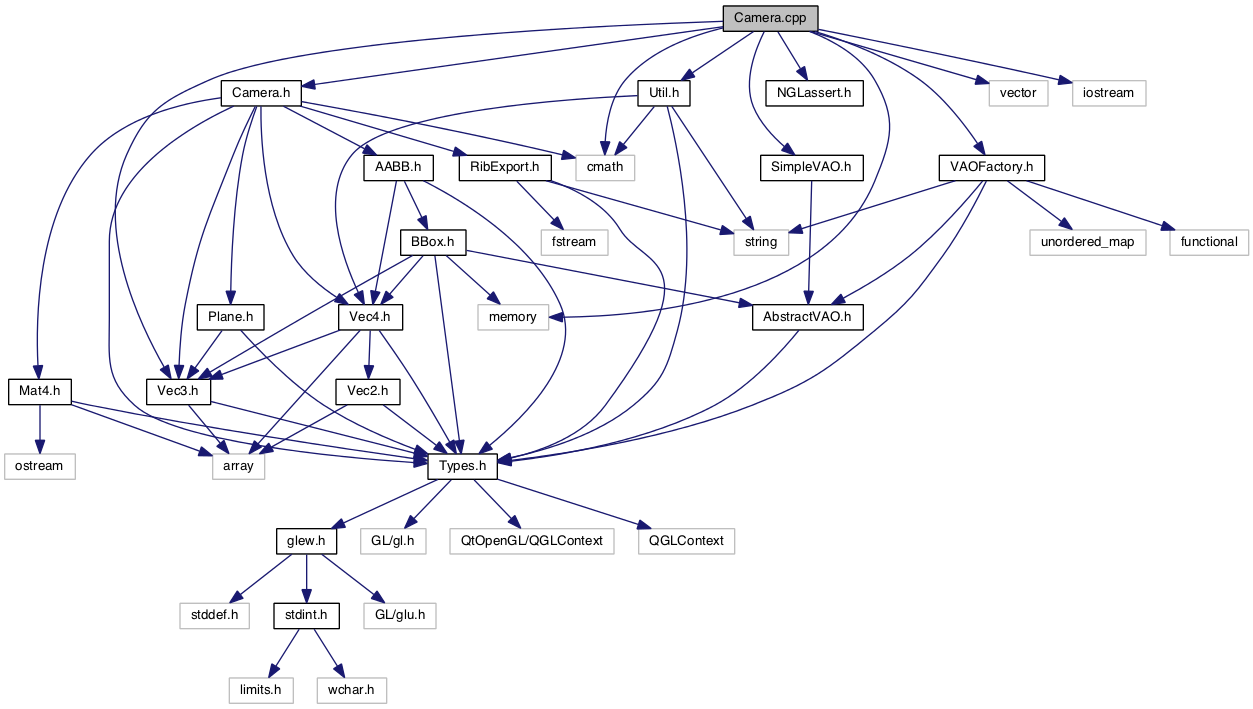 Camera.cpp
Camera.h
Util.h
NGLassert.h
vector
iostream
AABB.h
RibExport.h
cmath
SimpleVAO.h
VAOFactory.h
BBox.h
fstream
string
unordered_map
functional
Plane.h
Vec4.h
memory
AbstractVAO.h
Mat4.h
Vec3.h
Vec2.h
ostream
array
Types.h
glew.h
GL/gl.h
QtOpenGL/QGLContext
QGLContext
stddef.h
stdint.h
GL/glu.h
limits.h
wchar.h